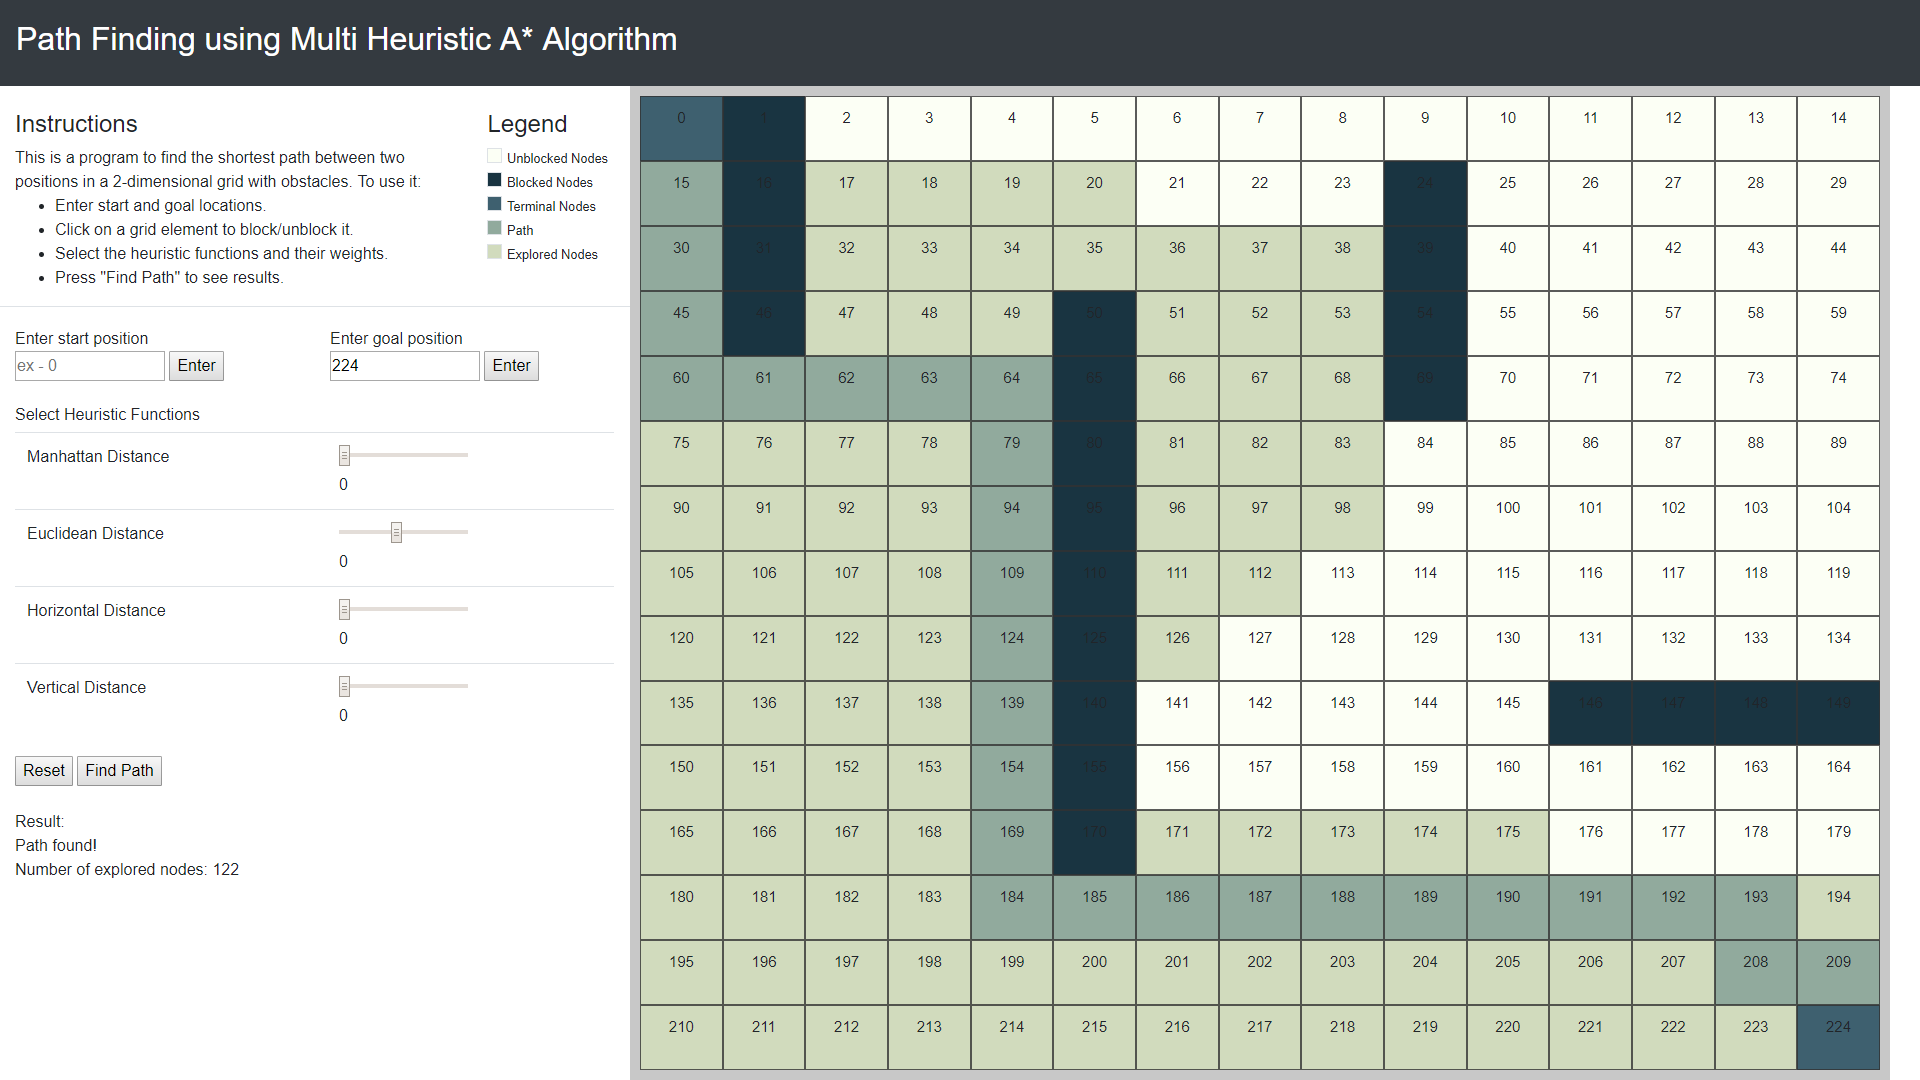 Path Finding using Multi Heuristic A* Algorithm
Instructions
This is a program to find the shortest path between two
positions in a 2-dimensional grid with obstacles. To use it:
• Enter start and goal locations.
• Click on a grid element to block/unblock it.
• Select the heuristic functions and their weights.
• Press "Find Path" to see results.
Legend
Unblocked Nodes
Blocked Nodes
Terminal Nodes
Path
Explored Nodes
Enter start position
ex - 0 Enter
Enter goal position
224 Enter
Select Heuristic Functions
Manhattan Distance
0
Euclidean Distance
0
Horizontal Distance
0
Vertical Distance
0
Reset Find Path
Result:
Path found!
Number of explored nodes: 122
0 1 2 3 4 5 6 7 8 9 10 11 12 13 14
15 16 17 18 19 20 21 22 23 24 25 26 27 28 29
30 31 32 33 34 35 36 37 38 39 40 41 42 43 44
45 46 47 48 49 50 51 52 53 54 55 56 57 58 59
60 61 62 63 64 65 66 67 68 69 70 71 72 73 74
75 76 77 78 79 80 81 82 83 84 85 86 87 88 89
90 91 92 93 94 95 96 97 98 99 100 101 102 103 104
105 106 107 108 109 110 111 112 113 114 115 116 117 118 119
120 121 122 123 124 125 126 127 128 129 130 131 132 133 134
135 136 137 138 139 140 141 142 143 144 145 146 147 148 149
150 151 152 153 154 155 156 157 158 159 160 161 162 163 164
165 166 167 168 169 170 171 172 173 174 175 176 177 178 179
180 181 182 183 184 185 186 187 188 189 190 191 192 193 194
195 196 197 198 199 200 201 202 203 204 205 206 207 208 209
210 211 212 213 214 215 216 217 218 219 220 221 222 223 224